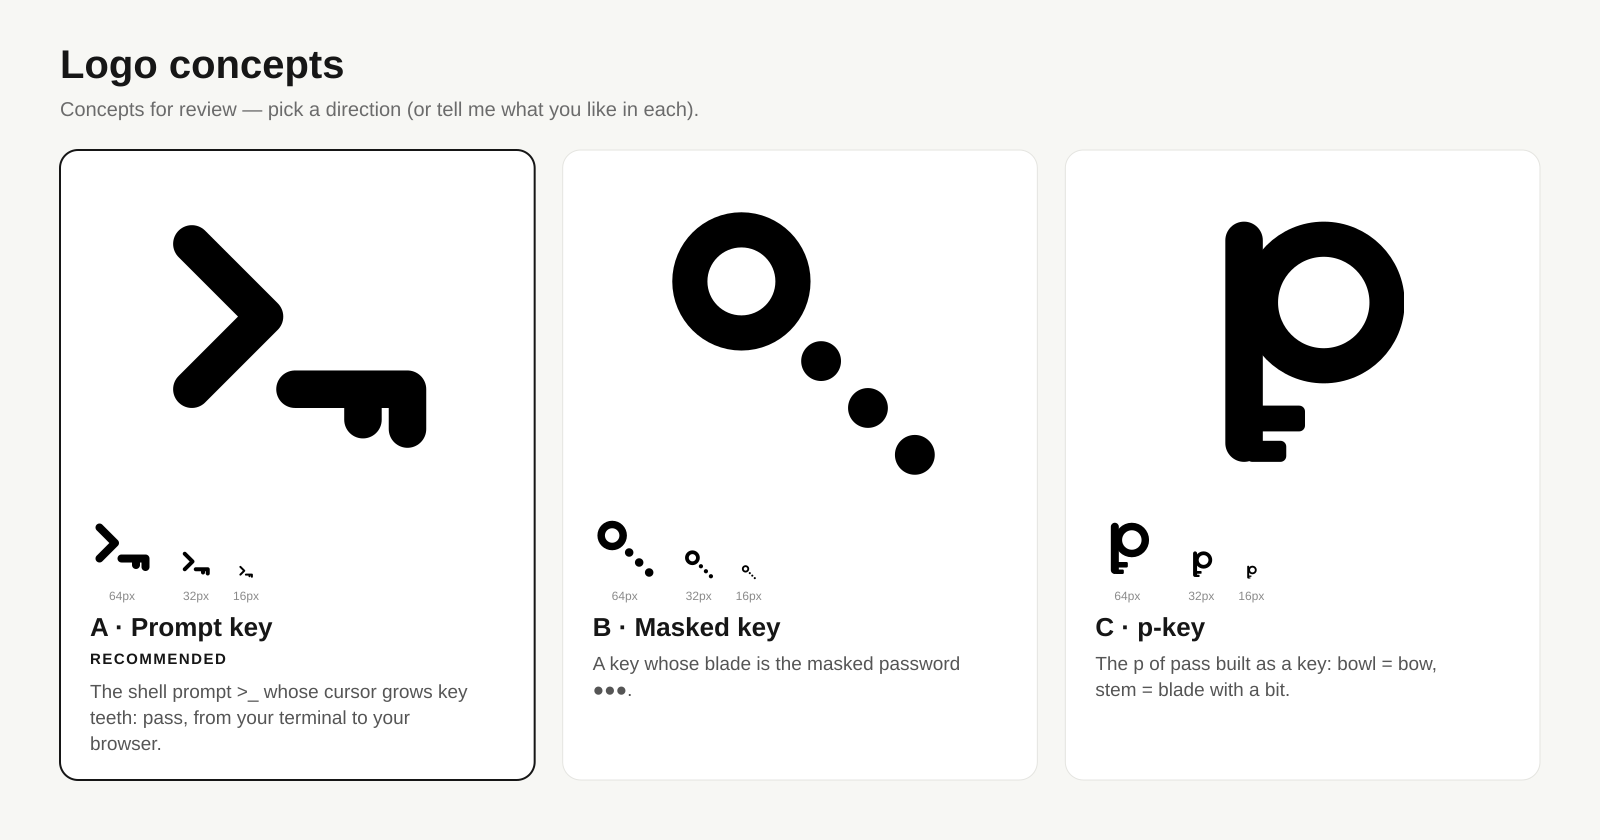 Logo concepts
Concepts for review — pick a direction (or tell me what you like in each).
64px 32px 16px
A · Prompt key
RECOMMENDED
The shell prompt >_ whose cursor grows key
teeth: pass, from your terminal to your
browser.
64px 32px 16px
B · Masked key
A key whose blade is the masked password
●●●.
64px 32px 16px
C · p-key
The p of pass built as a key: bowl = bow,
stem = blade with a bit.